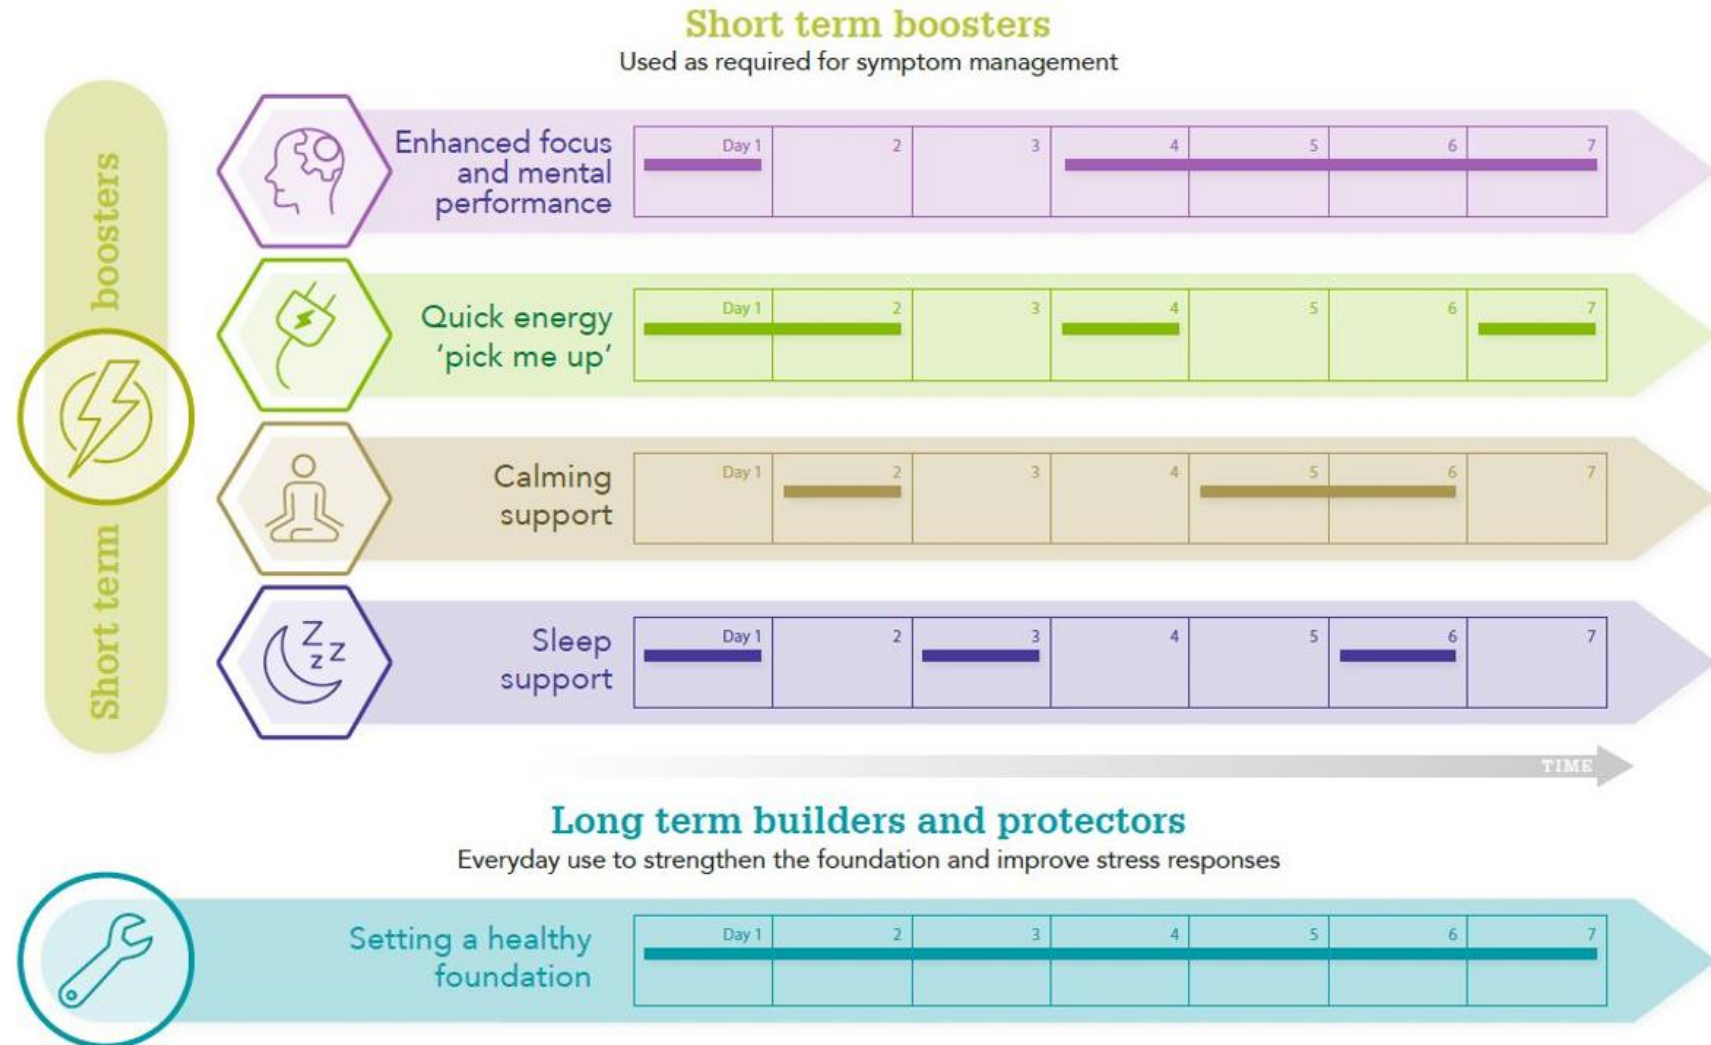 Short term boosters
Used as required for symptom management
Short term boosters
Enhanced focus
and mental
performance
Day 1 2 3 4 5 6 7
Quick energy
'pick me up'
Day 1 2 3 4 5 6 7
Calming
support
Day 1 2 3 4 5 6 7
Z
z Z
Sleep
support
Day 1 2 3 4 5 6 7
TIME
Long term builders and protectors
Everyday use to strengthen the foundation and improve stress responses
Setting a healthy
foundation
Day 1 2 3 4 5 6 7